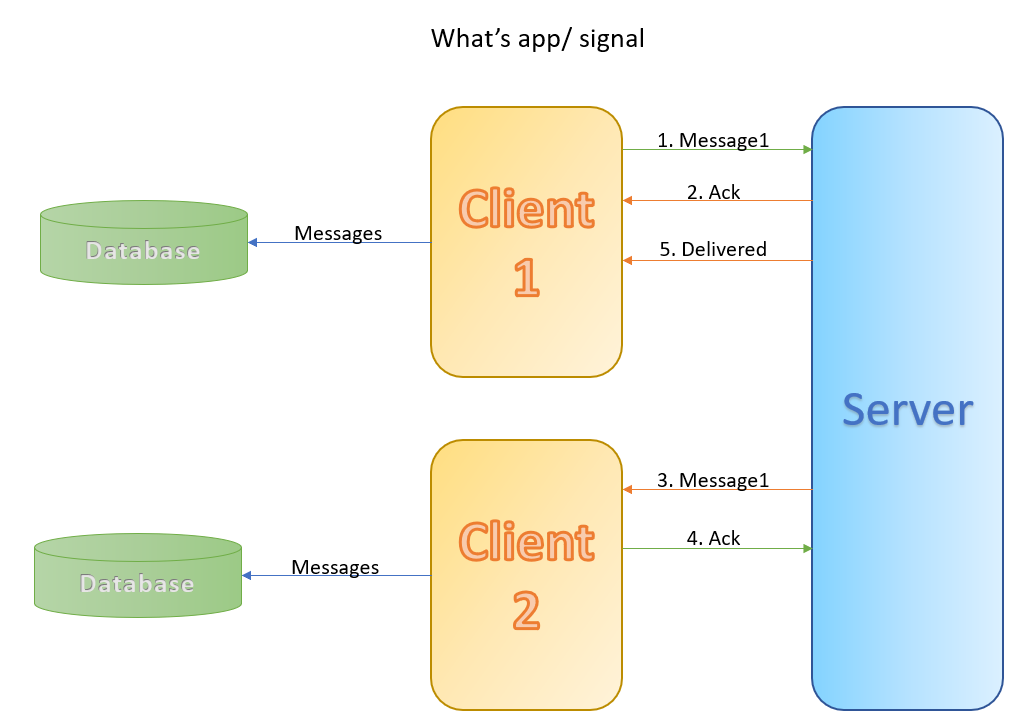 What’s app/ signal
Client
1
1. Message1
2. Ack
5. Delivered
Messages
Database
Server
Client
2
3. Message1
4. Ack
Messages
Database